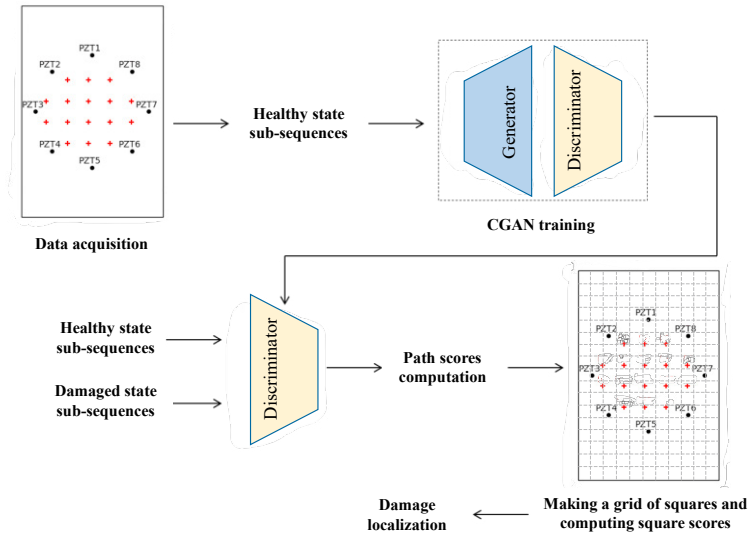 PZT1
PZT2
PZT8
PZT3
PZT7
PZT4
PZT6
PZT5
Data acquisition
Healthy state
sub-sequences
Generator
Discriminator
CGAN training
Healthy state
sub-sequences
Damaged state
sub-sequences
Discriminator
Path scores
computation
PZT1
PZT2
PZT8
PZT3
PZT7
PZT4
PZT6
PZT5
Making a grid of squares and
computing square scores
Damage
localization